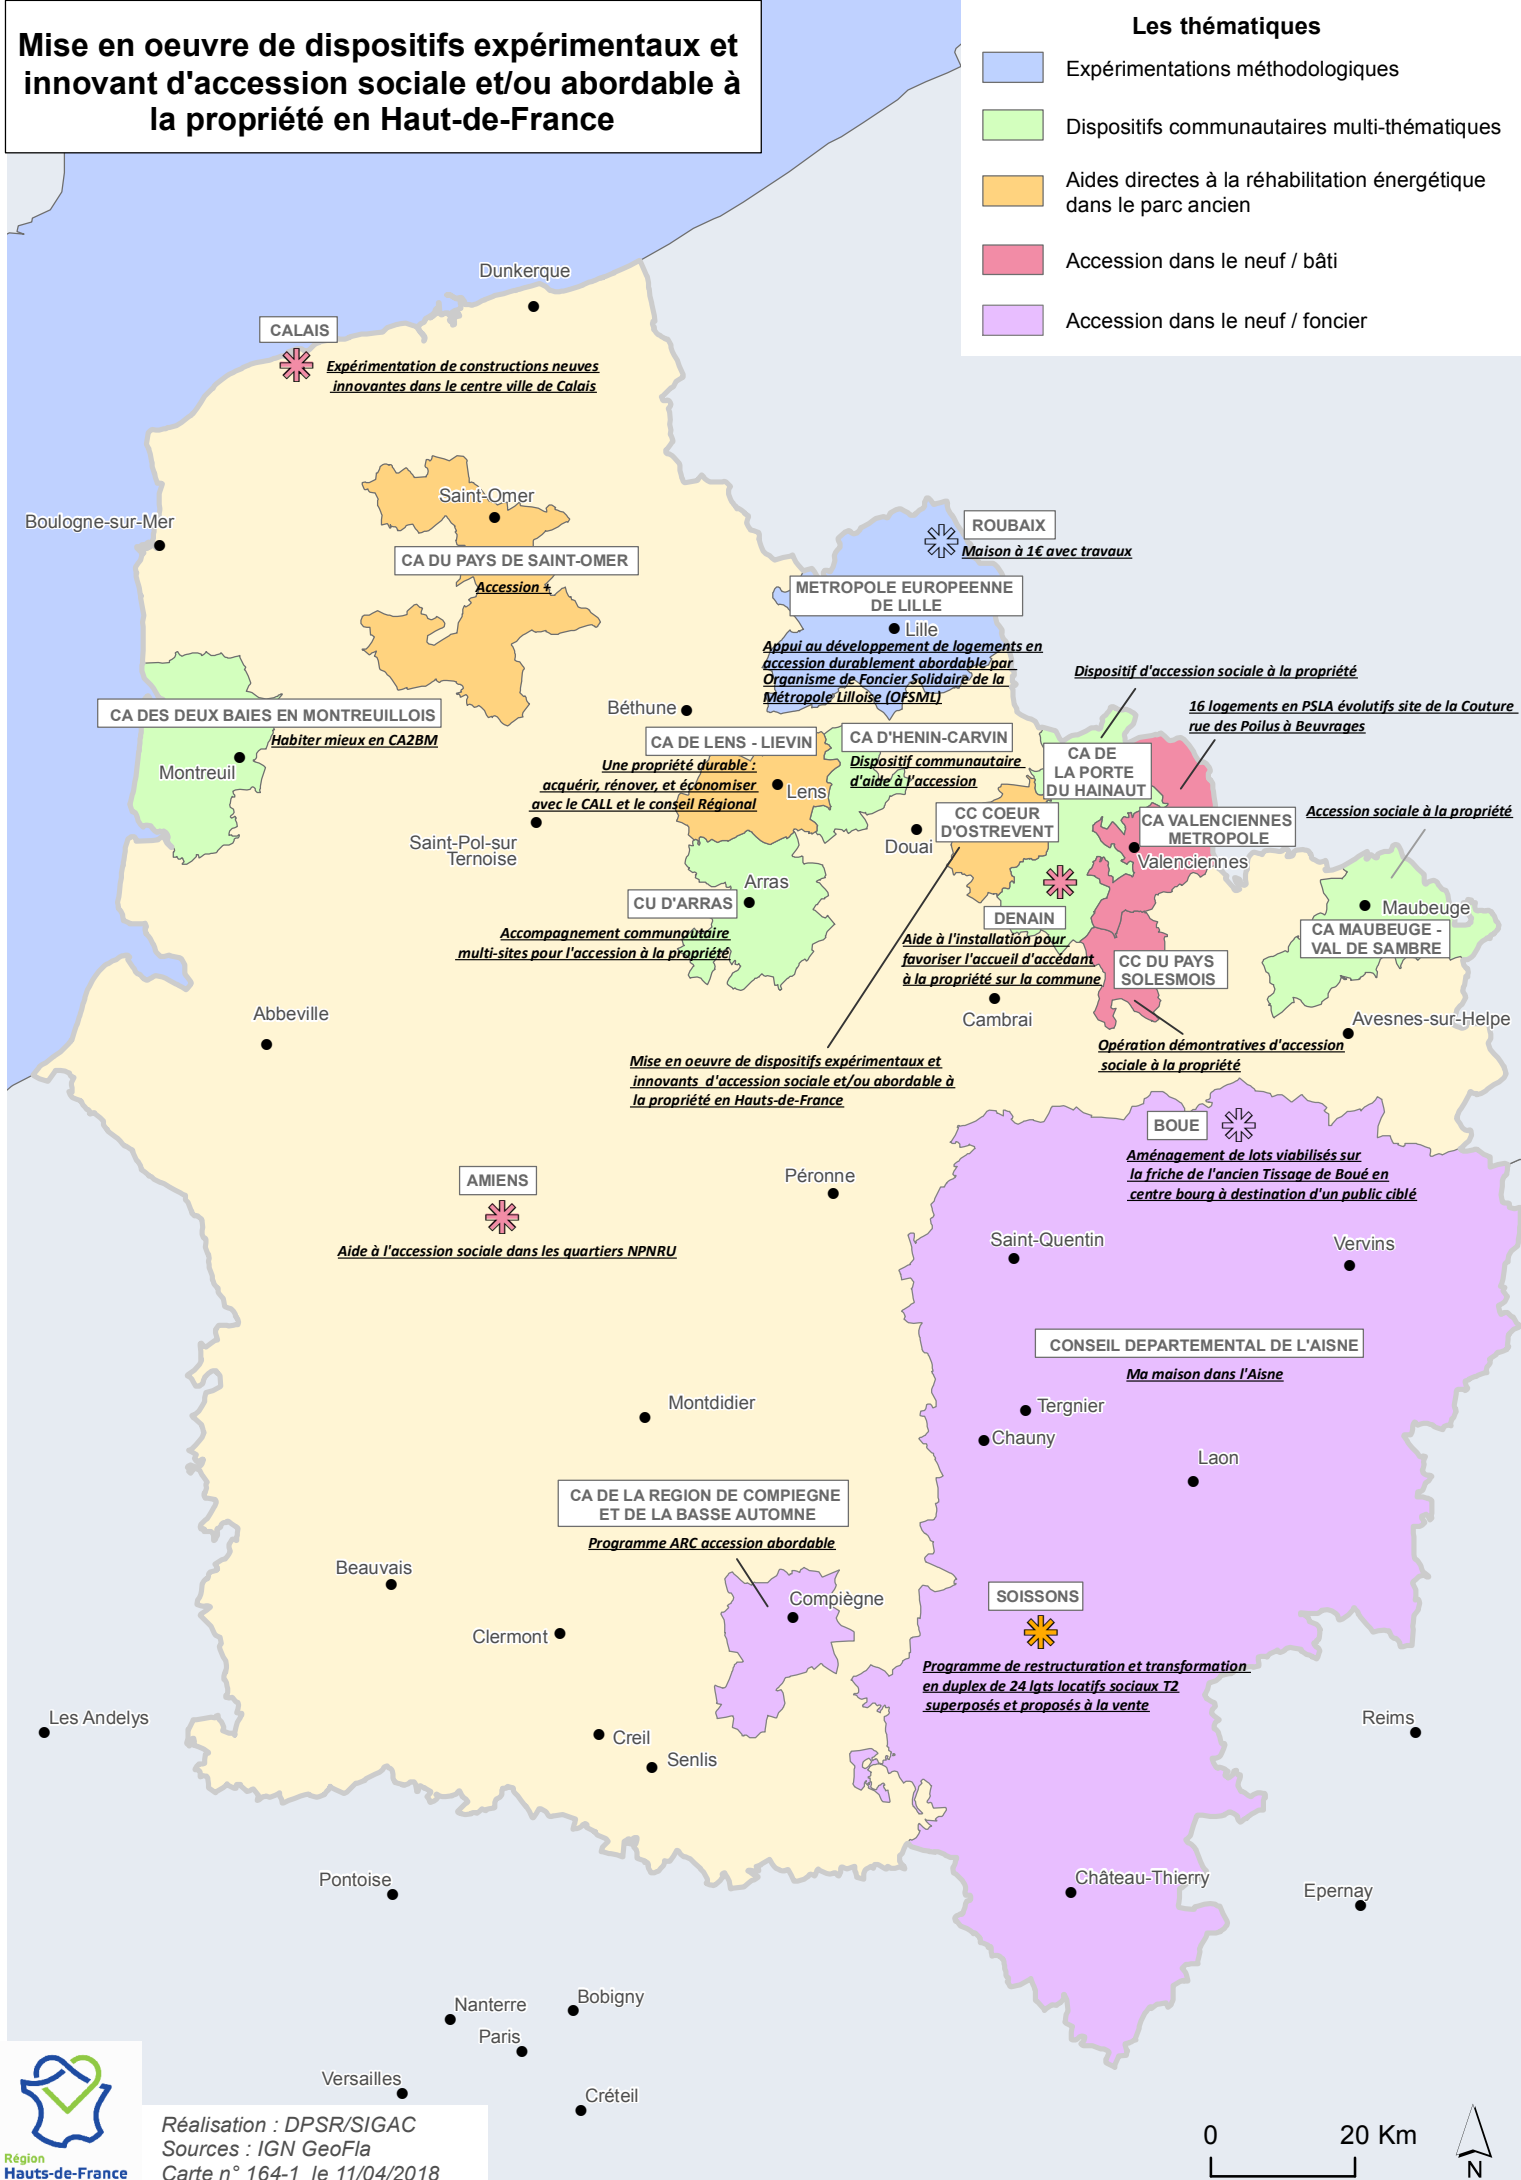 Mise en oeuvre de dispositifs expérimentaux et
innovant d'accession sociale et/ou abordable à
la propriété en Haut-de-France
Les thématiques
Expérimentations méthodologiques
Dispositifs communautaires multi-thématiques
Aides directes à la réhabilitation énergétique
dans le parc ancien
Accession dans le neuf / bâti
Accession dans le neuf / foncier
Dunkerque
CALAIS
Expérimentation de constructions neuves
innovantes dans le centre ville de Calais
Saint-Omer
Boulogne-sur-Mer
CA DU PAYS DE SAINT-OMER
Accession +
ROUBAIX
Maison à 1€ avec travaux
METROPOLE EUROPEENNE
DE LILLE
Lille
Appui au développement de logements en
accession durablement abordable par
Organisme de Foncier Solidaire de la
Métropole Lilloise (OFSML)
Dispositif d'accession sociale à la propriété
16 logements en PSLA évolutifs site de la Couture
rue des Poilus à Beuvrages
CA DES DEUX BAIES EN MONTREUILLOIS
Habiter mieux en CA2BM
Montreuil
Béthune
CA DE LENS - LIEVIN
Une propriété durable :
acquérir, rénover, et économiser
avec le CALL et le conseil Régional
Lens
CA D'HENIN-CARVIN
Dispositif communautaire
d'aide à l'accession
CA DE
LA PORTE
DU HAINAUT
CC COEUR
D'OSTREVENT
CA VALENCIENNES
METROPOLE
Valenciennes
Accession sociale à la propriété
Saint-Pol-sur
Ternoise
Douai
Arras
CU D'ARRAS
Accompagnement communautaire
multi-sites pour l'accession à la propriété
DENAIN
Aide à l'installation pour
favoriser l'accueil d'accédant
à la propriété sur la commune
Maubeuge
CA MAUBEUGE -
VAL DE SAMBRE
CC DU PAYS
SOLESMOIS
Cambrai
Avesnes-sur-Helpe
Abbeville
Opération démontratives d'accession
sociale à la propriété
Mise en oeuvre de dispositifs expérimentaux et
innovants d'accession sociale et/ou abordable à
la propriété en Hauts-de-France
BOUE
Aménagement de lots viabilisés sur
la friche de l'ancien Tissage de Boué en
centre bourg à destination d'un public ciblé
AMIENS
Aide à l'accession sociale dans les quartiers NPNRU
Péronne
Saint-Quentin
Vervins
CONSEIL DEPARTEMENTAL DE L'AISNE
Ma maison dans l'Aisne
Montdidier
Tergnier
Chauny
Laon
CA DE LA REGION DE COMPIEGNE
ET DE LA BASSE AUTOMNE
Programme ARC accession abordable
Beauvais
Compiègne
Clermont
SOISSONS
Programme de restructuration et transformation
en duplex de 24 lgts locatifs sociaux T2
superposés et proposés à la vente
Les Andelys
Creil
Senlis
Reims
Pontoise
Château-Thierry
Epernay
Nanterre
Bobigny
Paris
Versailles
Créteil
Région
Hauts-de-France
Réalisation : DPSR/SIGAC
Sources : IGN GeoFla
Carte n° 164-1 le 11/04/2018
0 20 Km
N